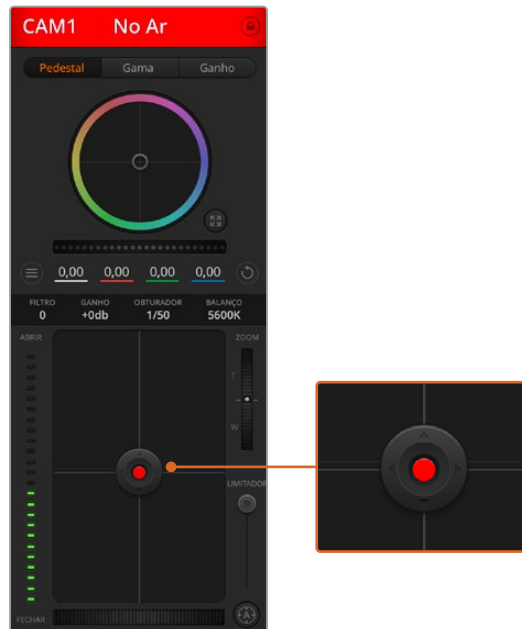 CAM1 No Ar
Pedestal Gama Ganho
0,00 0,00 0,00 0,00
FILTRO GANHO OBTURADOR BALANÇO
0 +0db 1/50 5600K
ABRIR ZOOM
T
W
LIMITADOR
FECHAR A